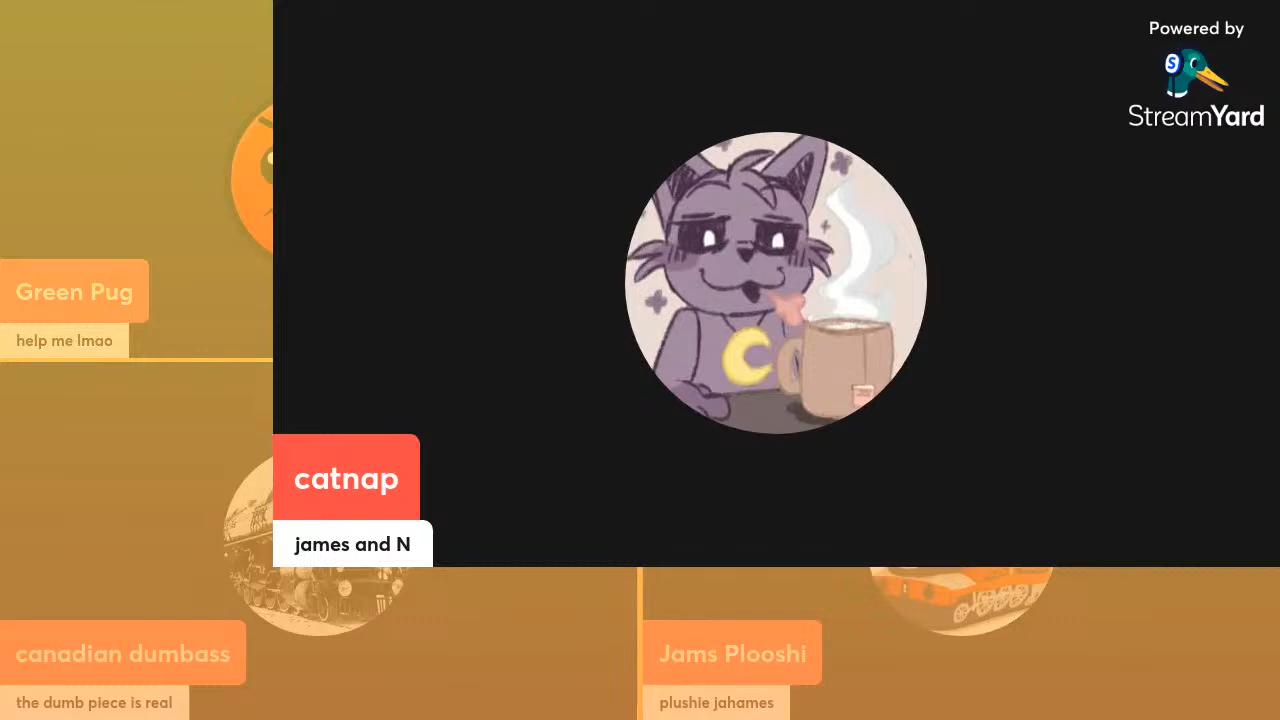 Powered by
StreamYard
Green Pug
help me lmao
catnap
james and N
canadian dumbass
the dumb piece is real
Jams Plooshi
plushie jahames